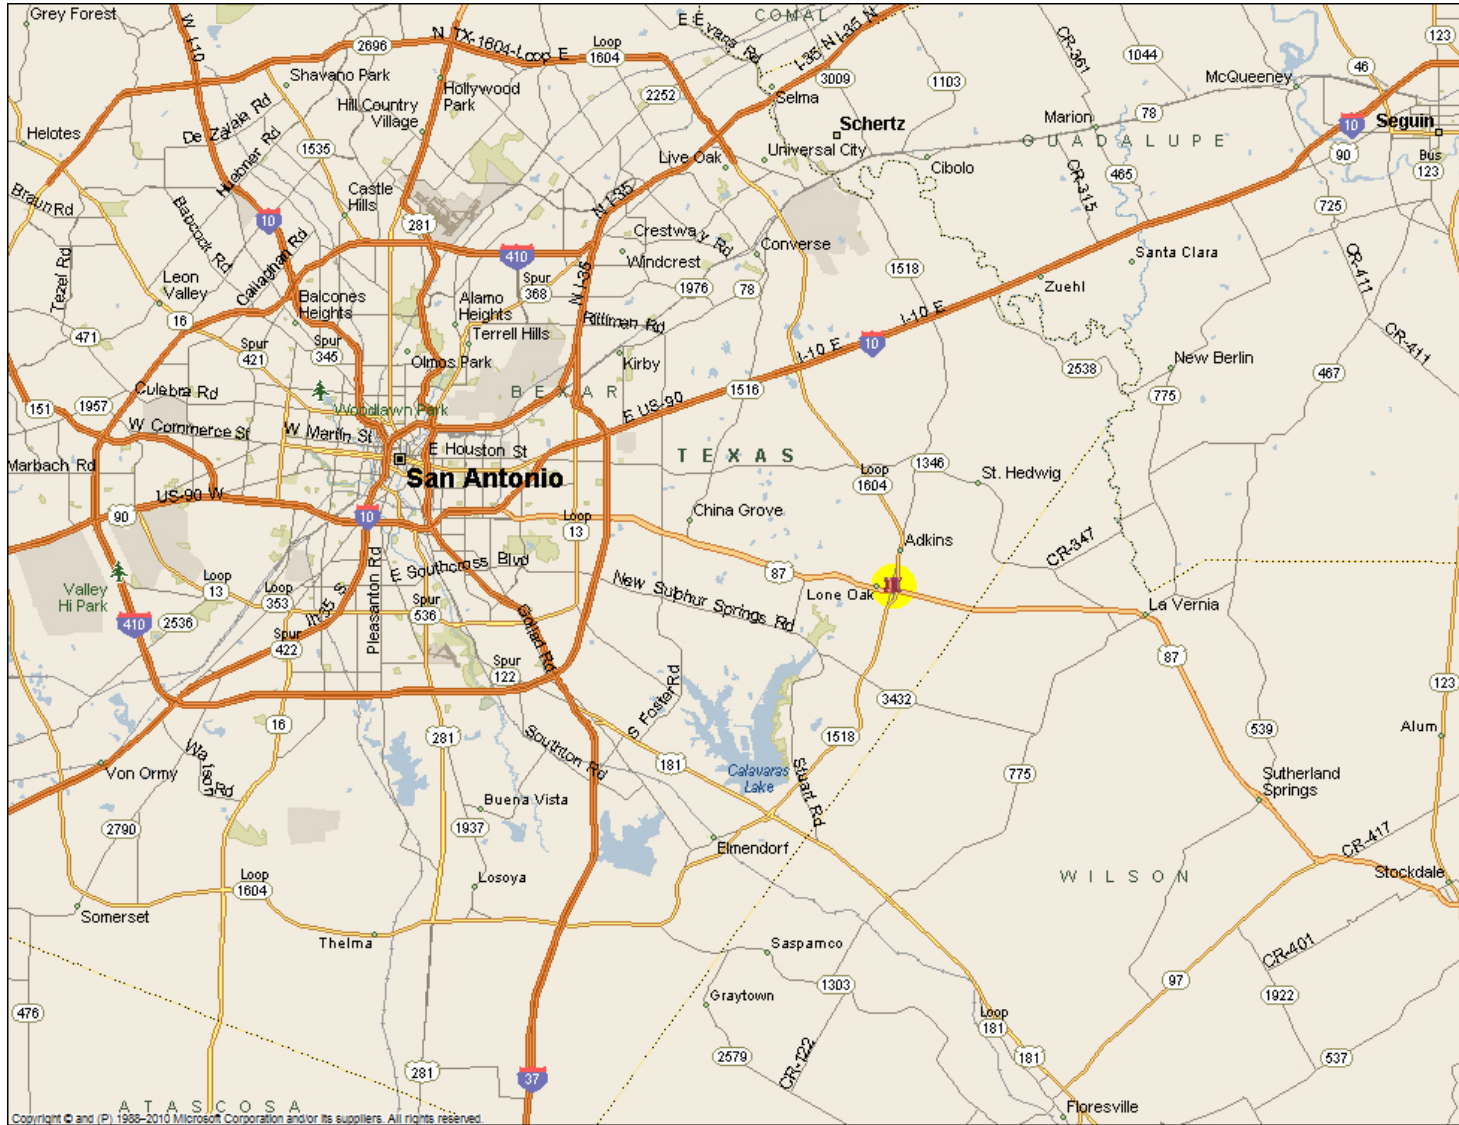 Grey Forest
W I-10
2696
N TX-1604-Loop E
Loop
1604
E Evans Rd
COMAL
I-35 N I-35 N
3009
1103
CR-361
1044
123
46
McQueeney
Shavano Park
Hollywood
Park
Hill Country
Village
2252
Selma
Schertz
Marion
78
GUADALUPE
10
Seguin
90
Bus
123
Helotes
De Zavala Rd
Huebner Rd
1535
Live Oak
Universal City
Cibolo
465
CR-315
725
Braun Rd
Babcock Rd
10
Castle
Hills
281
N I-35
Crestway Rd
Windcrest
Converse
1518
Santa Clara
CR-411
Tezel Rd
Leon
Valley
Callaghan Rd
410
Spur
368
N I-35
1976
78
Zuehl
Balcones
Heights
Alamo
Heights
Rittiman Rd
Terrell Hills
16
471
Spur
421
Spur
345
Olmos Park
Kirby
I-10 E
10
I-10 E
2538
New Berlin
CR-411
467
775
Culebra Rd
151
1957
Woodlawn Park
BEXAR
E US-90
1516
W Commerce St
W Martin St
E Houston St
TEXAS
Marbach Rd
San Antonio
Loop
1604
1346
St. Hedwig
US-90 W
90
10
Loop
13
China Grove
Adkins
CR-347
Valley
Hi Park
Loop
13
Loop
353
Pleasanton Rd
E Southcross Blvd
New Sulphur Springs Rd
87
Lone Oak
La Vernia
410
2536
Ih 35 S
Spur
422
Spur
536
Goliad Rd
Spur
122
87
S Foster Rd
3432
123
16
281
Southton Rd
181
1518
539
Alum
Von Ormy
Watson Rd
Calavaras
Lake
Stuart Rd
775
Sutherland
Springs
Buena Vista
2790
1937
Elmendorf
CR-417
WILSON
Stockdale
Loop
1604
Losoya
Somerset
Thelma
Saspamco
CR-401
476
Graytown
1303
97
1922
Loop
181
2579
CR-122
181
537
281
37
Floresville
ATASCOSA
Copyright © and (P) 1988–2010 Microsoft Corporation and/or its suppliers. All rights reserved.